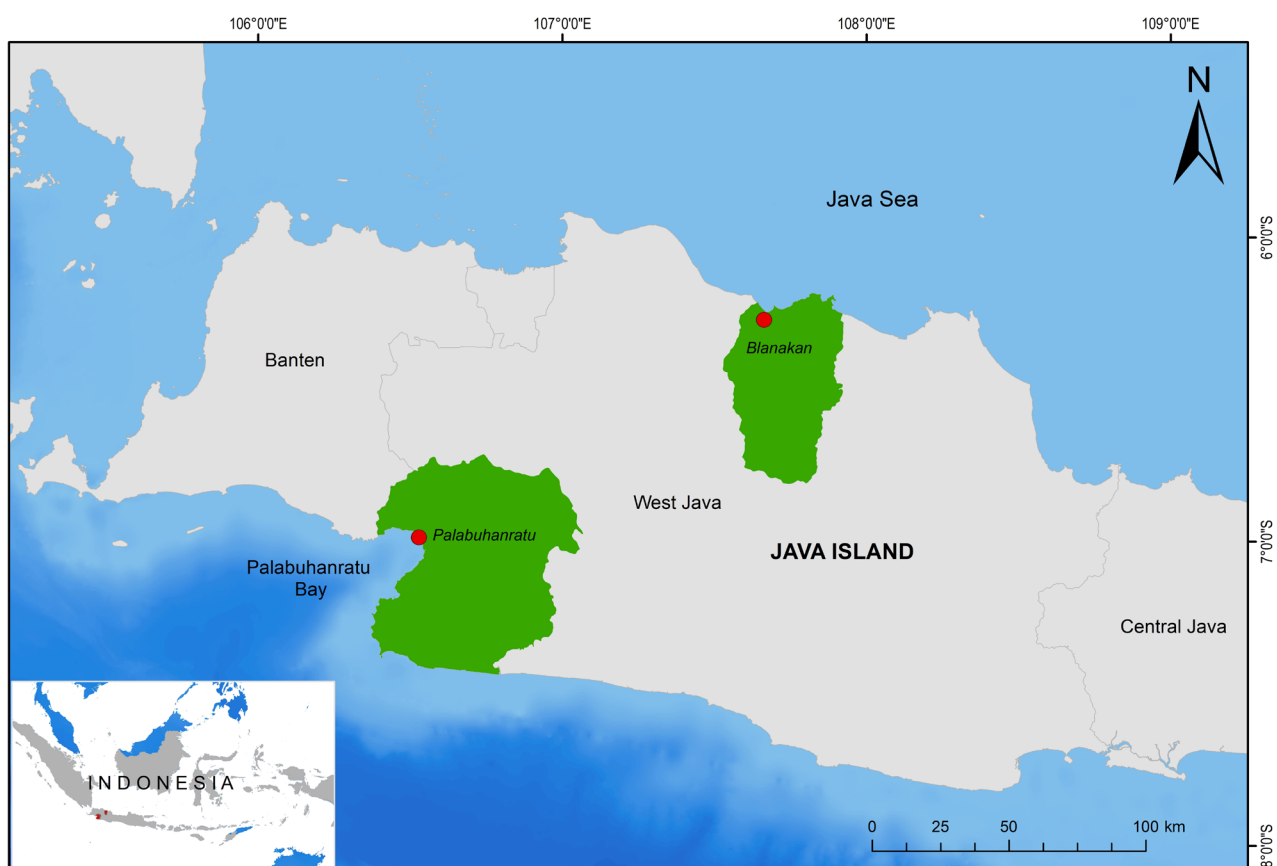 106°0'0"E
107°0'0"E
108°0'0"E
109°0'0"E
N
Java Sea
6°0'0"S
Banten
Blanakan
West Java
Palabuhanratu
7°0'0"S
JAVA ISLAND
Palabuhanratu
Bay
Central Java
INDONESIA
0 25 50 100 km
8°0'0"S